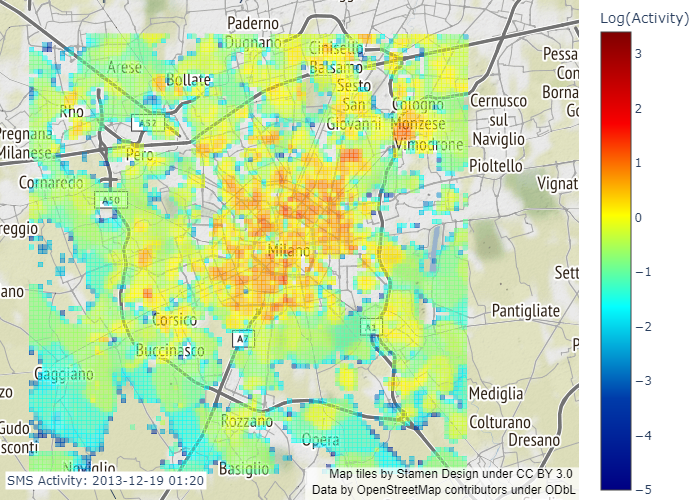 Paderno
Dugnano
Cinisello
Balsamo
Arese
Bollate
Sesto
San
Giovanni
Cologno
Monzese
Vimodrone
Cernusco
sul
Naviglio
Pioltello
Pessa
Con
Borna
Go
Rho
A52
Pregnana
Milanese
Pero
Cornaredo
A50
Vignat
reggio
Milano
Sett
ano
Pantigliate
Corsico
A7
A1
Buccinasco
P
Gaggiano
zo
Mediglia
Rozzano
Colturano
Gudo
sconti
Opera
Dresano
Noviglio
Basiglio
SMS Activity: 2013-12-19 01:20
Map tiles by Stamen Design under CC BY 3.0
Data by OpenStreetMap contributors under ODbL
Log(Activity)
3
2
1
0
−1
−2
−3
−4
−5